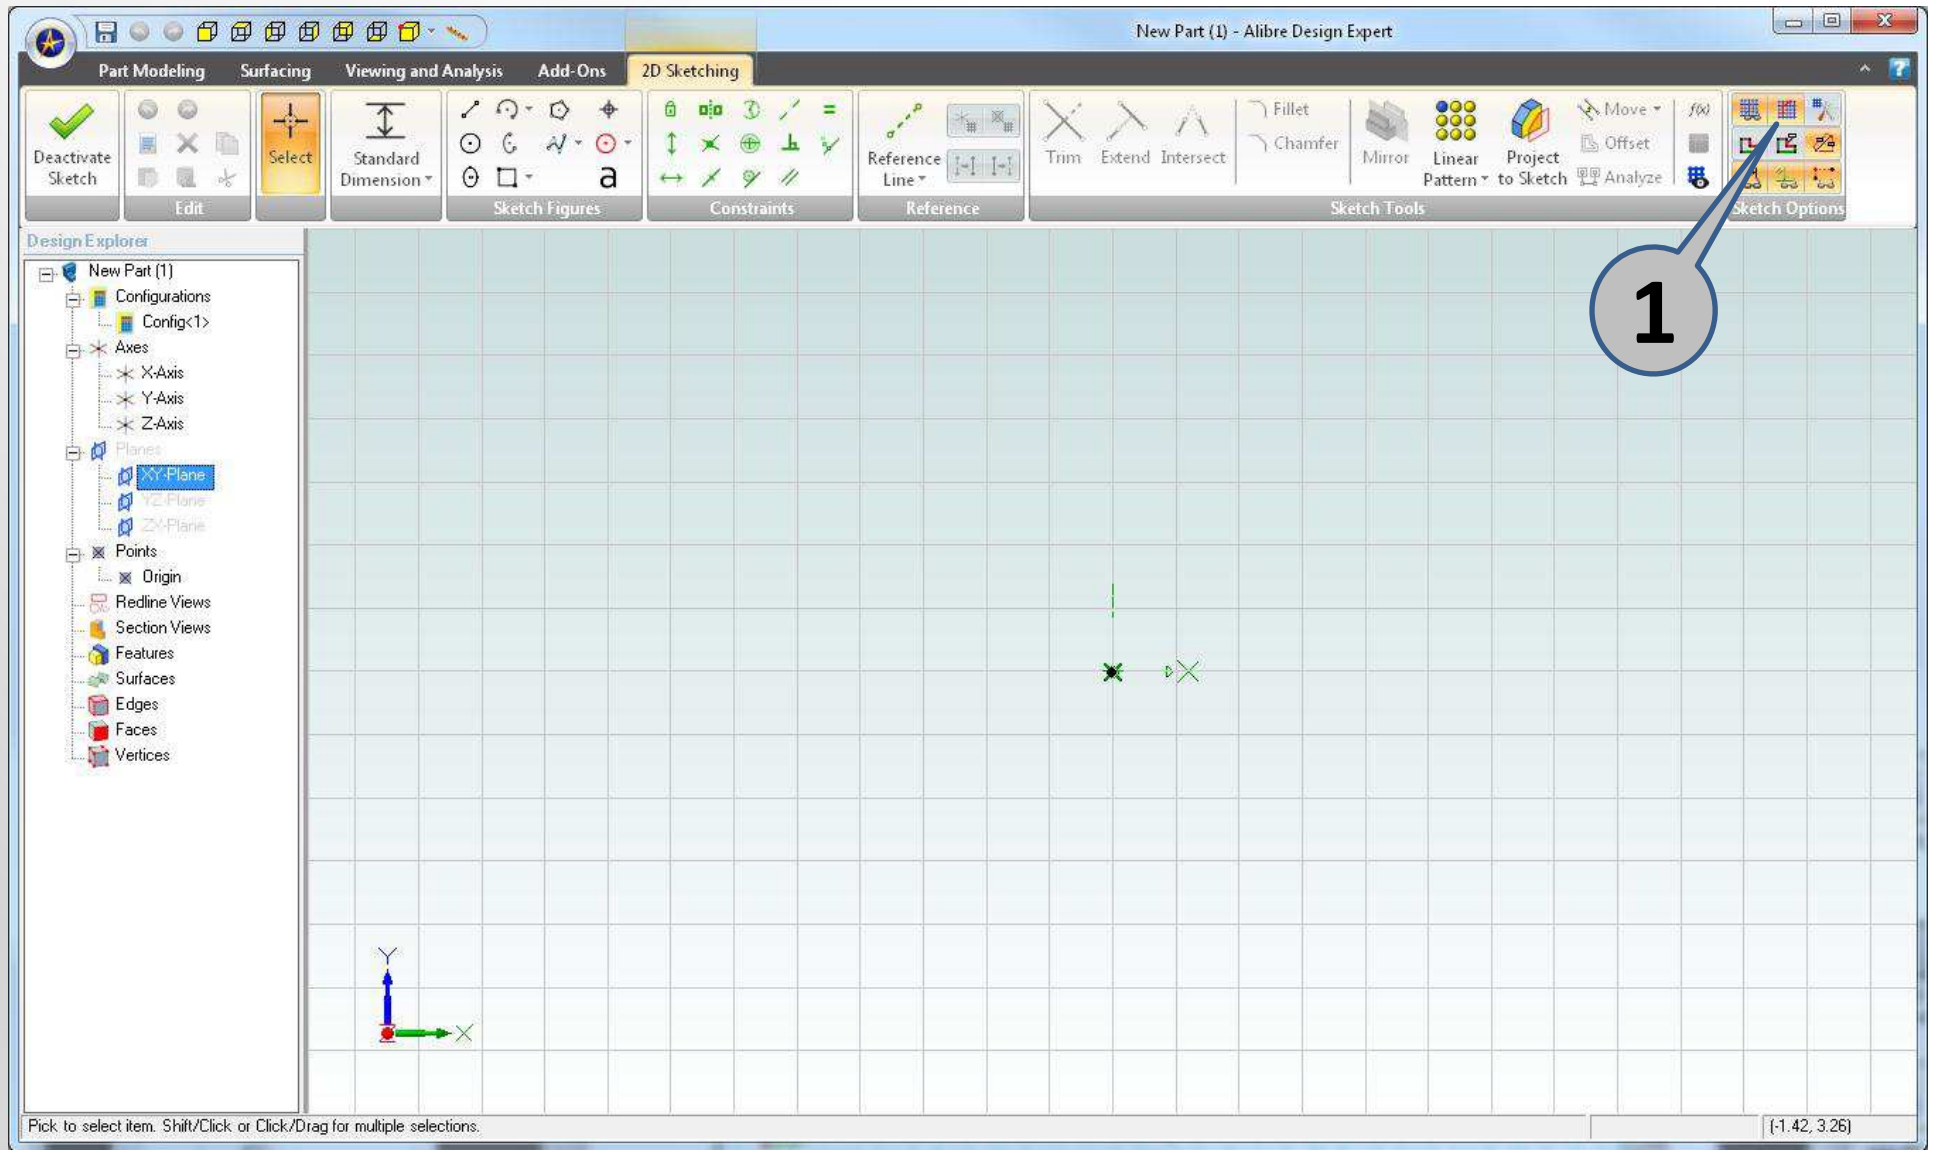 New Part (1) - Alibre Design Expert
Part Modeling Surfacing Viewing and Analysis Add-Ons 2D Sketching
Deactivate Sketch
Edit
Select
Standard Dimension
a
Sketch Figures
Constraints
Reference Line
Reference
Trim Extend Intersect
Fillet
Chamfer
Mirror
Linear Pattern
Project to Sketch
Move
Offset
Analyze
f(x)
Sketch Tools
Sketch Options
1
Design Explorer
New Part (1)
Configurations
Config<1>
Axes
X-Axis
Y-Axis
Z-Axis
Planes
XY-Plane
YZ-Plane
ZX-Plane
Points
Origin
Redline Views
Section Views
Features
Surfaces
Edges
Faces
Vertices
X
Y
X
Z
Pick to select item. Shift/Click or Click/Drag for multiple selections.
(-1.42, 3.26)